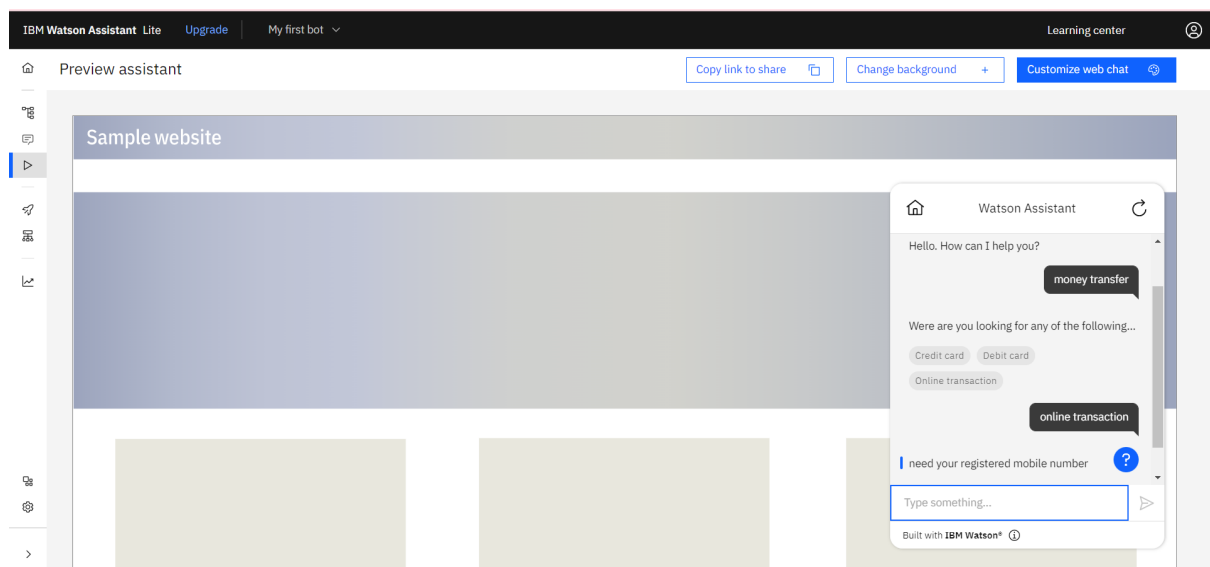 IBM Watson Assistant Lite Upgrade My first bot Learning center
Preview assistant Copy link to share Change background + Customize web chat
Sample website
Watson Assistant
Hello. How can I help you?
money transfer
Were are you looking for any of the following...
Credit card Debit card
Online transaction
online transaction
need your registered mobile number ?
Type something...
Built with IBM Watson®